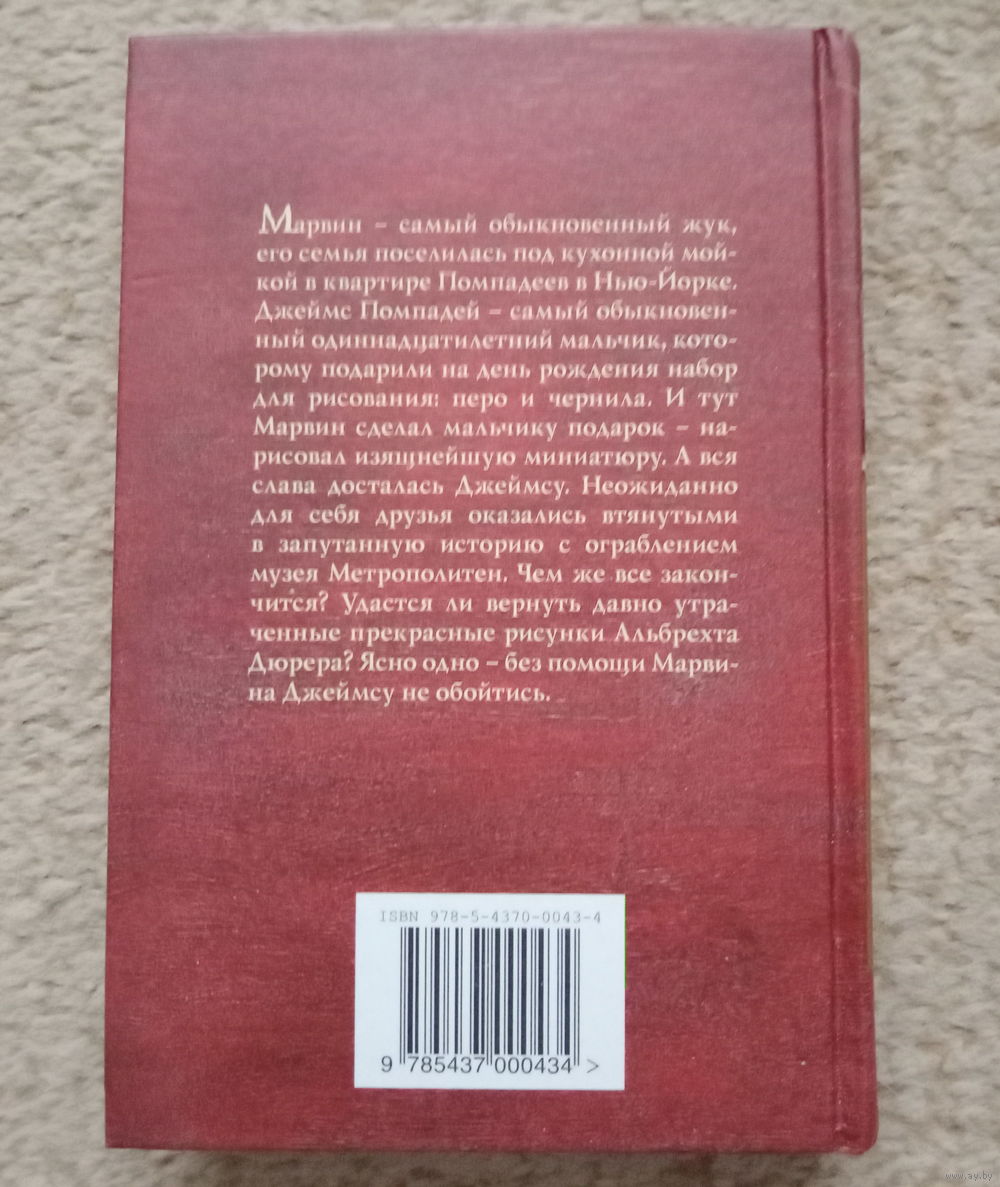 Марвин – самый обыкновенный жук,
его семья поселилась под кухонной мой-
кой в квартире Помпадеев в Нью-Йорке.
Джеймс Помпадей – самый обыкновен-
ный одиннадцатилетний мальчик, кото-
рому подарили на день рождения набор
для рисования: перо и чернила. И тут
Марвин сделал мальчику подарок – на-
рисовал изящнейшую миниатюру. А вся
слава досталась Джеймсу. Неожиданно
для себя друзья оказались втянутыми
в запутанную историю с ограблением
музея Метрополитен. Чем же все закон-
чится? Удастся ли вернуть давно утра-
ченные прекрасные рисунки Альбрехта
Дюрера? Ясно одно – без помощи Марви-
на Джеймсу не обойтись.
ISBN 978-5-4370-0043-4
9 785437 000434 >
www.ay.by